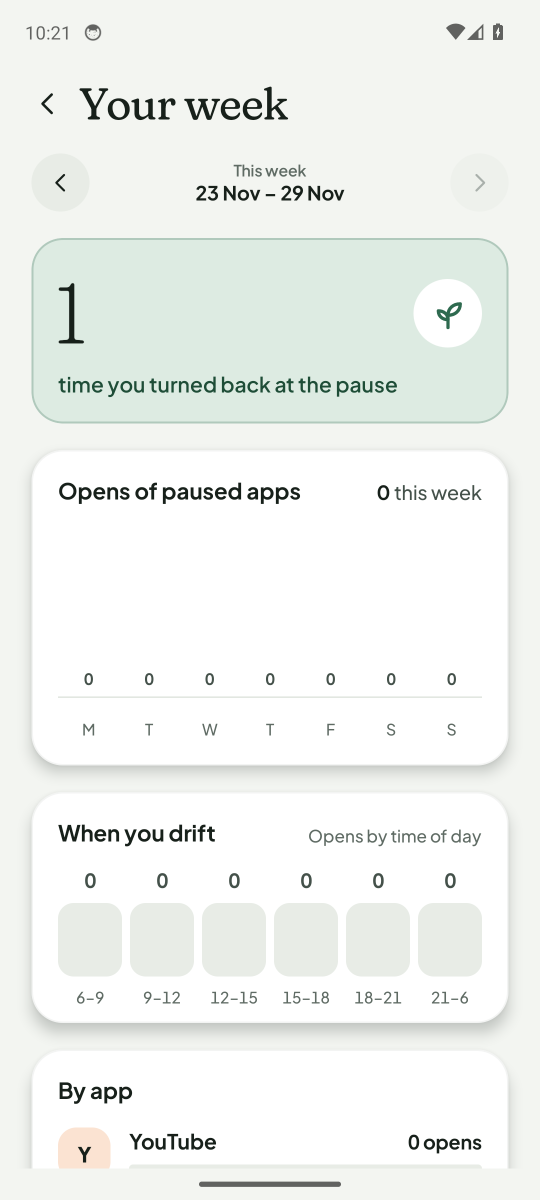 10:21
Your week
This week
23 Nov – 29 Nov
1
time you turned back at the pause
Opens of paused apps 0 this week
0 0 0 0 0 0 0
M T W T F S S
When you drift Opens by time of day
0 0 0 0 0 0
6–9 9–12 12–15 15–18 18–21 21–6
By app
Y YouTube 0 opens